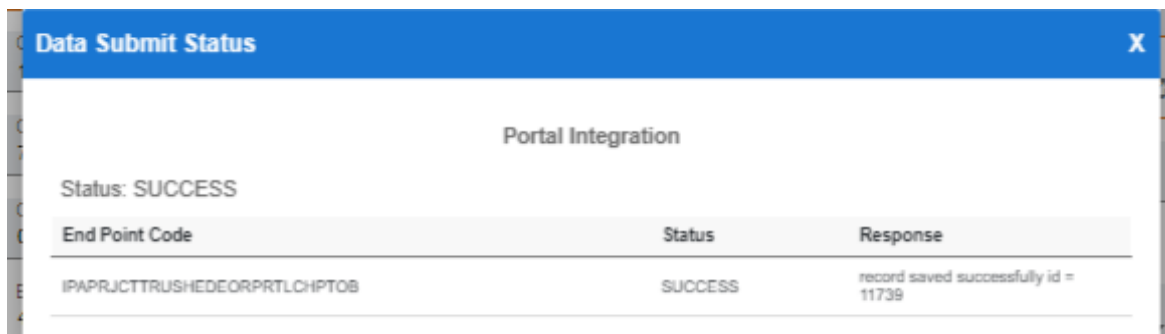 Data Submit Status X
Portal Integration
Status: SUCCESS
End Point Code Status Response
IPAPRJCTTRUSHEDEORPRTLCHPTOB SUCCESS record saved successfully id =
11739